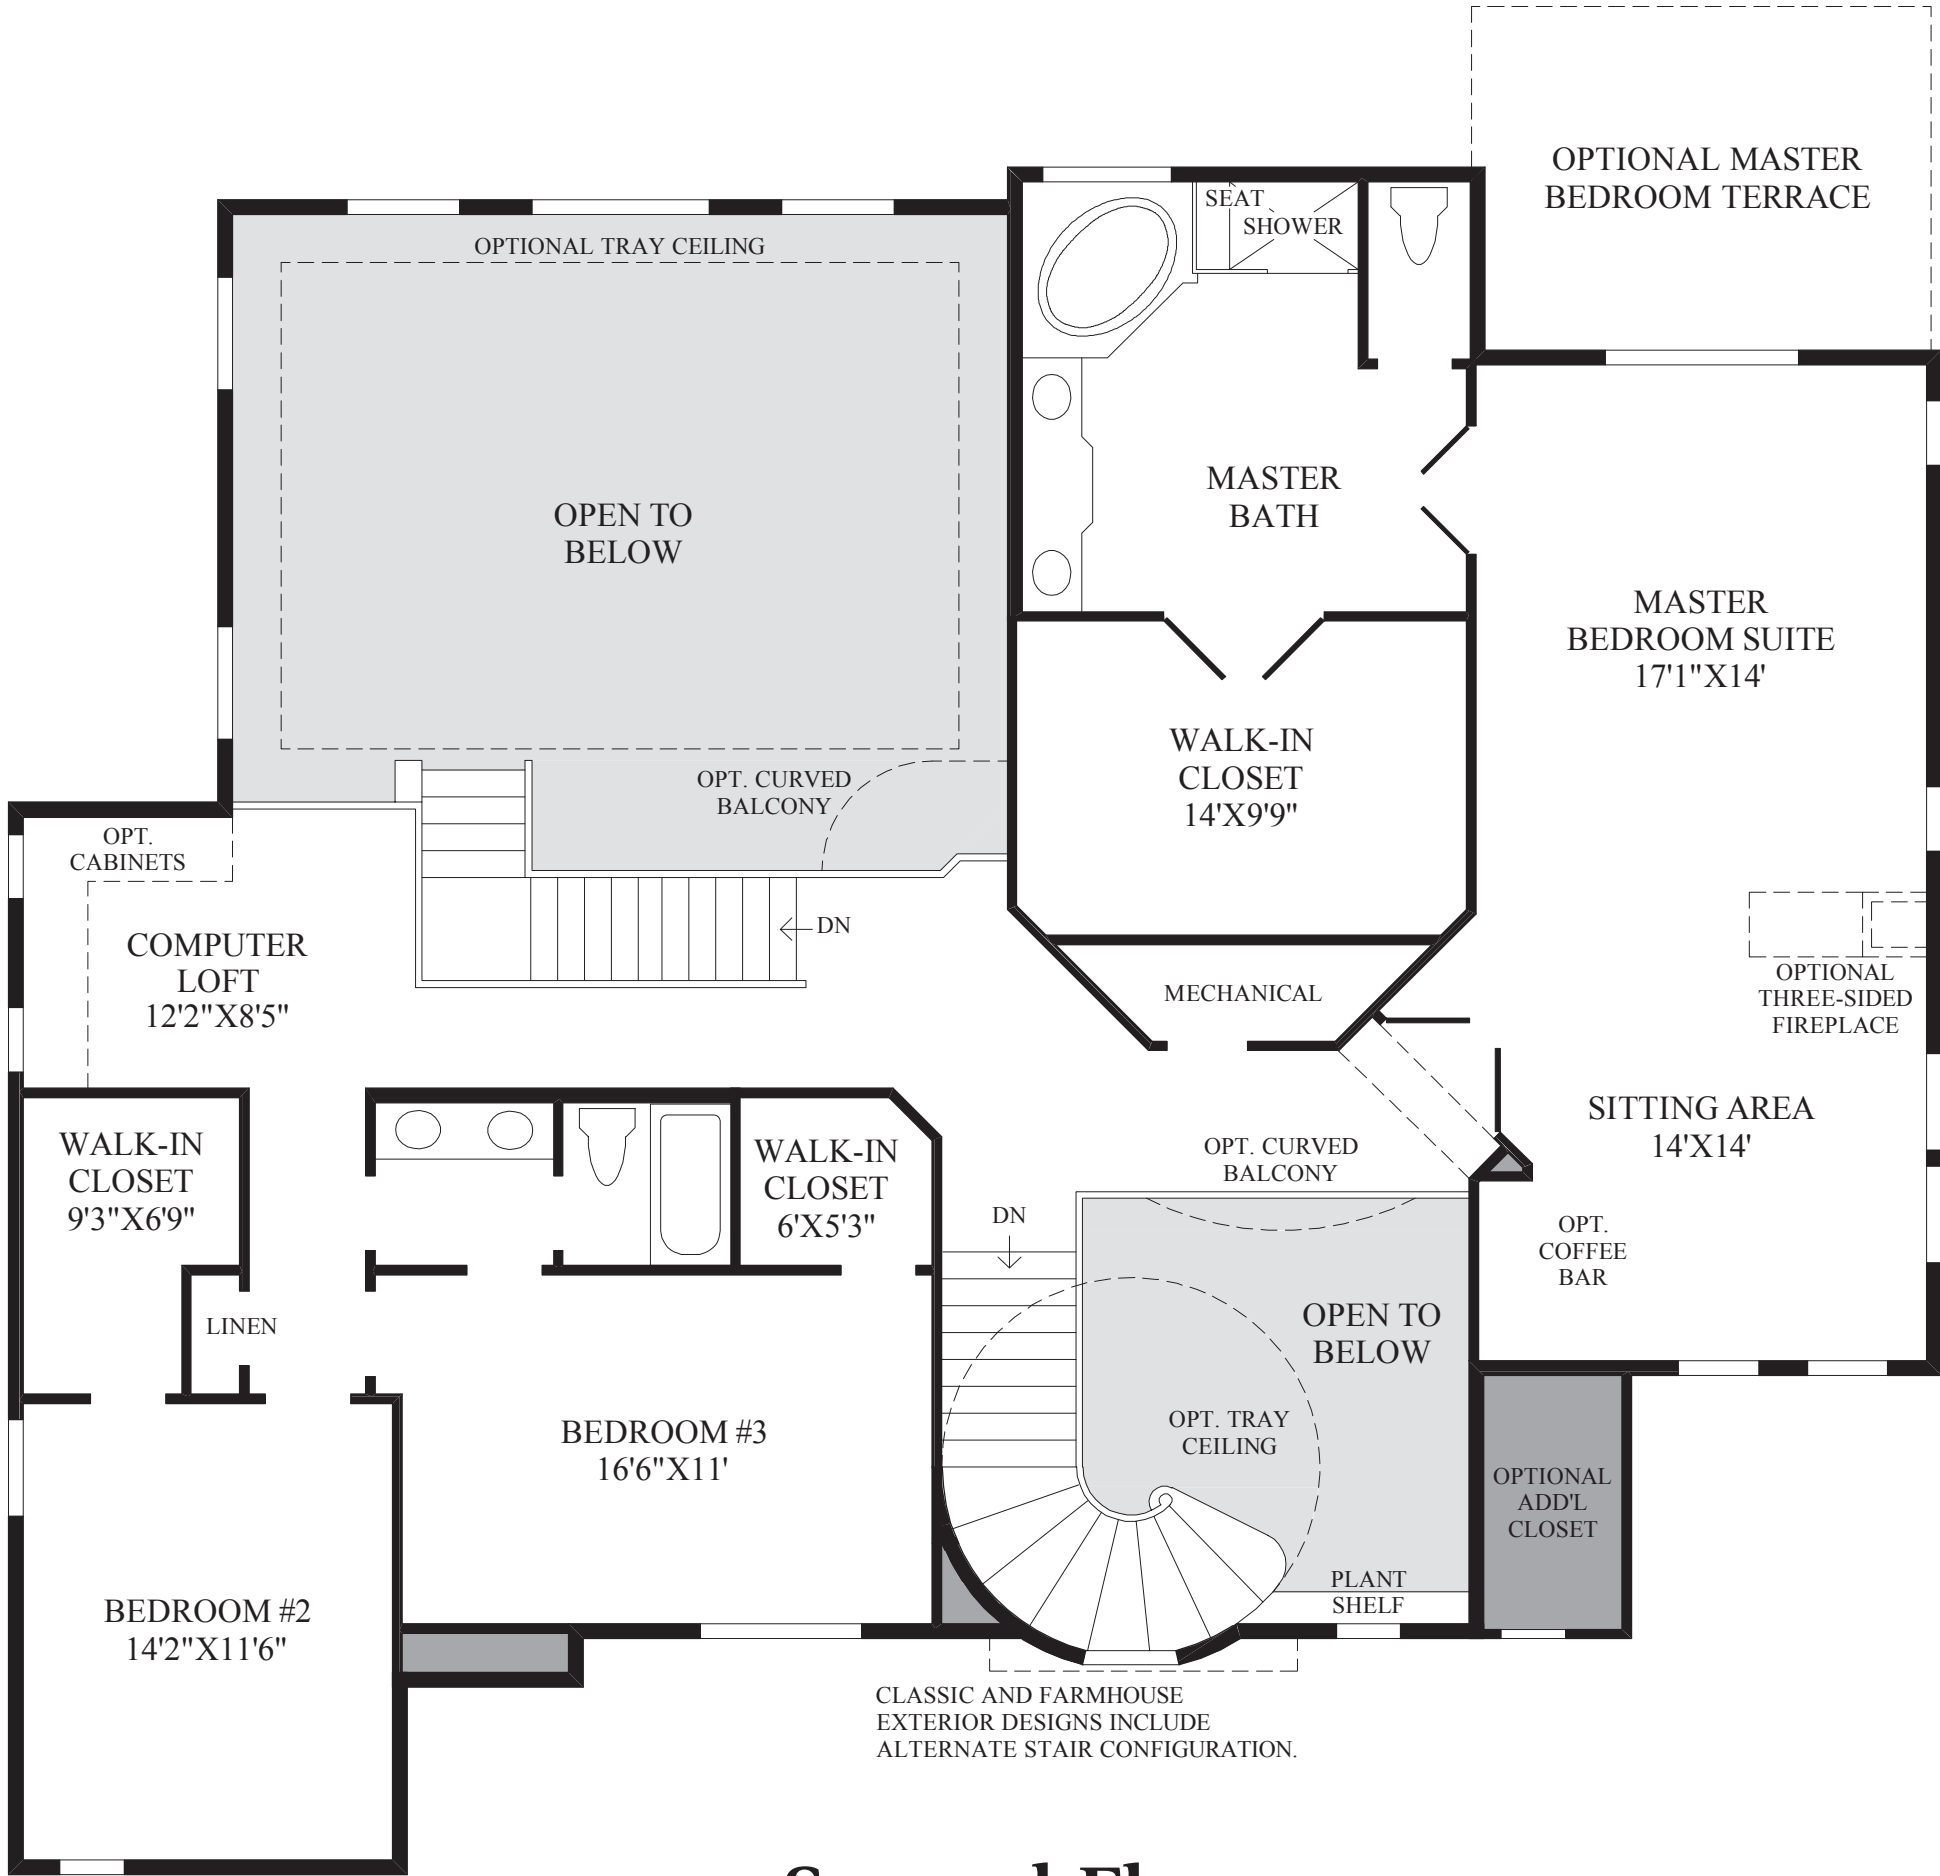 OPTIONAL MASTER
BEDROOM TERRACE
SEAT
SHOWER
OPTIONAL TRAY CEILING
OPEN TO
BELOW
MASTER
BATH
MASTER
BEDROOM SUITE
17'1"X14'
WALK-IN
CLOSET
14'X9'9"
OPT. CURVED
BALCONY
OPT.
CABINETS
COMPUTER
LOFT
12'2"X8'5"
DN
MECHANICAL
OPTIONAL
THREE-SIDED
FIREPLACE
SITTING AREA
14'X14'
WALK-IN
CLOSET
9'3"X6'9"
WALK-IN
CLOSET
6'X5'3"
OPT. CURVED
BALCONY
DN
OPT.
COFFEE
BAR
LINEN
OPEN TO
BELOW
BEDROOM #3
16'6"X11'
OPT. TRAY
CEILING
OPTIONAL
ADD'L
CLOSET
PLANT
SHELF
BEDROOM #2
14'2"X11'6"
CLASSIC AND FARMHOUSE
EXTERIOR DESIGNS INCLUDE
ALTERNATE STAIR CONFIGURATION.